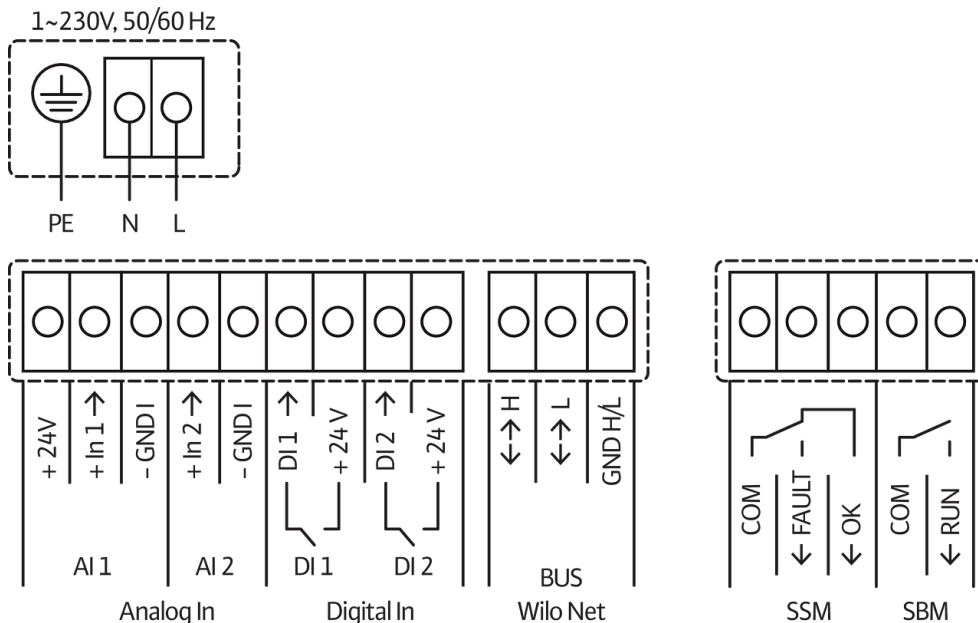 1~230V, 50/60 Hz
PE N L
+ 24V
+ In 1 →
- GND I
+ In 2 →
- GND I
DI 1 →
+ 24 V
DI 2 →
+ 24 V
↔ H
↔ L
GND H/L
COM
← FAULT
← OK
COM
← RUN
AI 1 AI 2 DI 1 DI 2 BUS
Analog In Digital In Wilo Net SSM SBM